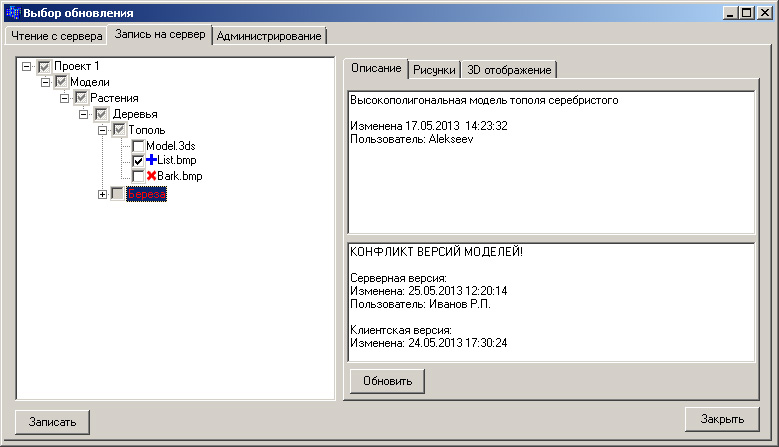 Выбор обновления
Чтение с сервера
Запись на сервер
Администрирование
Проект 1
Модели
Растения
Деревья
Тополь
Model.3ds
List.bmp
Bark.bmp
Береза
Описание
Рисунки
3D отображение
Высокополигональная модель тополя серебристого
Изменена 17.05.2013 14:23:32
Пользователь: Alekseev
КОНФЛИКТ ВЕРСИЙ МОДЕЛЕЙ!
Серверная версия:
Изменена: 25.05.2013 12:20:14
Пользователь: Иванов Р.П.
Клиентская версия:
Изменена: 24.05.2013 17:30:24
Обновить
Записать
Закрыть